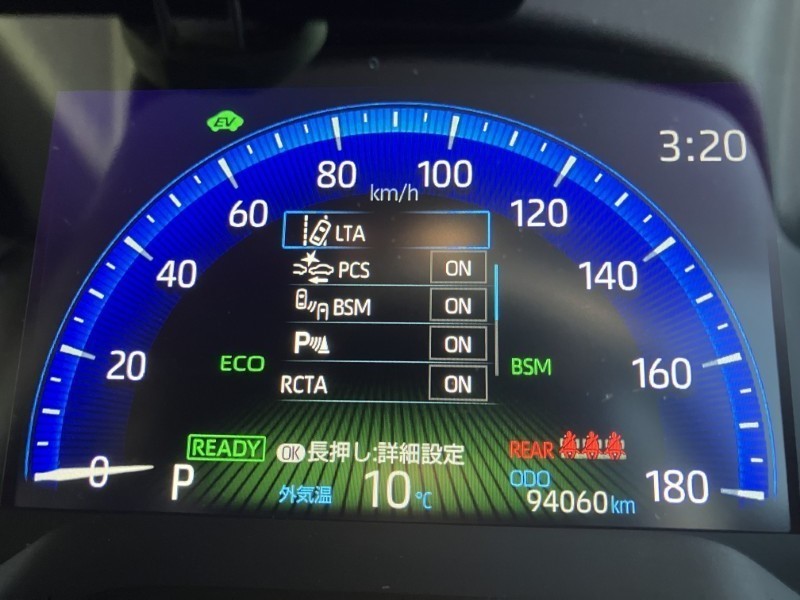 EV
3:20
80
100
km/h
60
120
LTA
40
PCS ON
140
BSM ON
P ON
20
ECO
BSM
160
RCTA ON
READY
OK 長押し:詳細設定
REAR
0
P
外気温 10℃
ODO
94060km
180